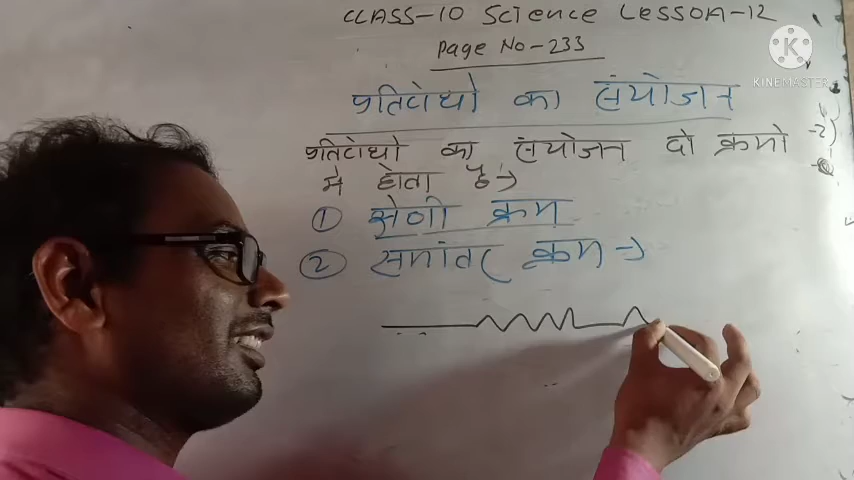 CLASS-10 Science Lesson-12
Page No-233
प्रतिरोधो का संयोजन
प्रतिरोधो का संयोजन दो क्रमो
में होता है->
① श्रेणी क्रम
② समांतर क्रम ->
KINEMASTER